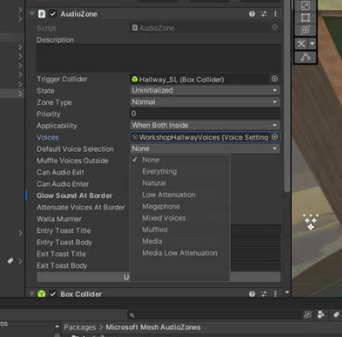 AudioZone
Script AudioZone
Description
Trigger Collider Hallway_SL (Box Collider)
State Uninitialized
Zone Type Normal
Priority 0
Applicability When Both Inside
Voices WorkshopHallwayVoices (Voice Setting
Default Voice Selection None
Muffle Voices Outside ✓ None
Can Audio Exit Everything
Can Audio Enter Natural
Glow Sound At Border Low Attenuation
Attenuate Voices At Border Megaphone
Walla Murmer Mixed Voices
Entry Toast Title Muffled
Entry Toast Body Media
Exit Toast Title Media Low Attenuation
Exit Toast Body
U
Box Collider
Packages > Microsoft Mesh AudioZones